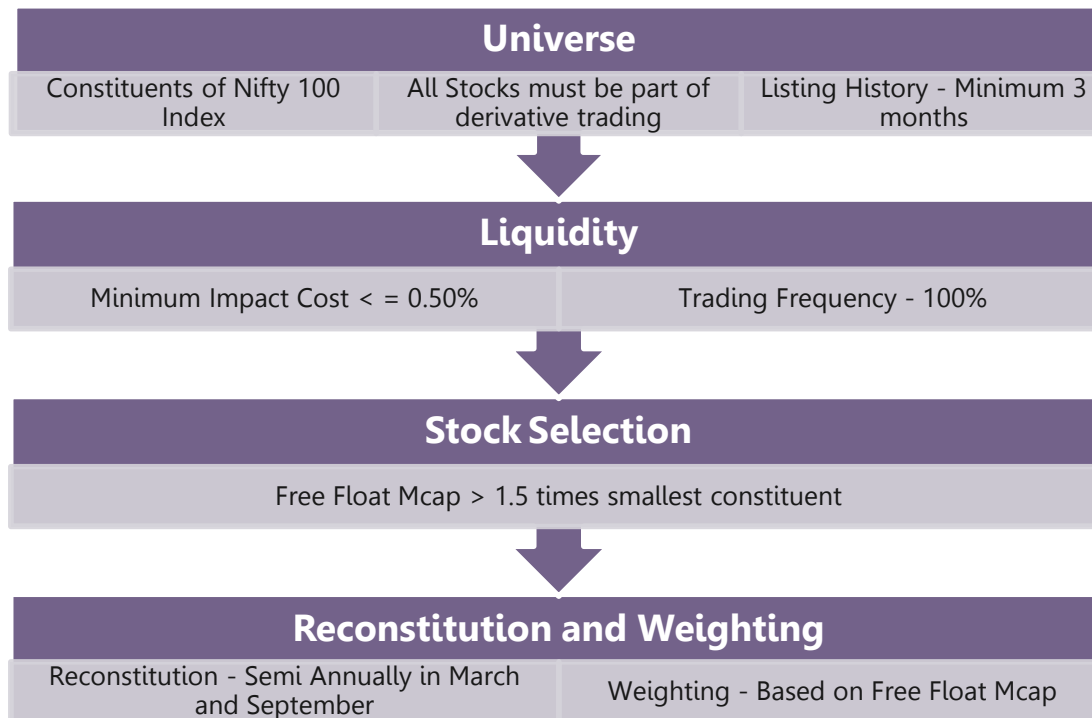 Universe
Constituents of Nifty 100
Index
All Stocks must be part of
derivative trading
Listing History - Minimum 3
months
Liquidity
Minimum Impact Cost < = 0.50%
Trading Frequency - 100%
Stock Selection
Free Float Mcap > 1.5 times smallest constituent
Reconstitution and Weighting
Reconstitution - Semi Annually in March
and September
Weighting - Based on Free Float Mcap